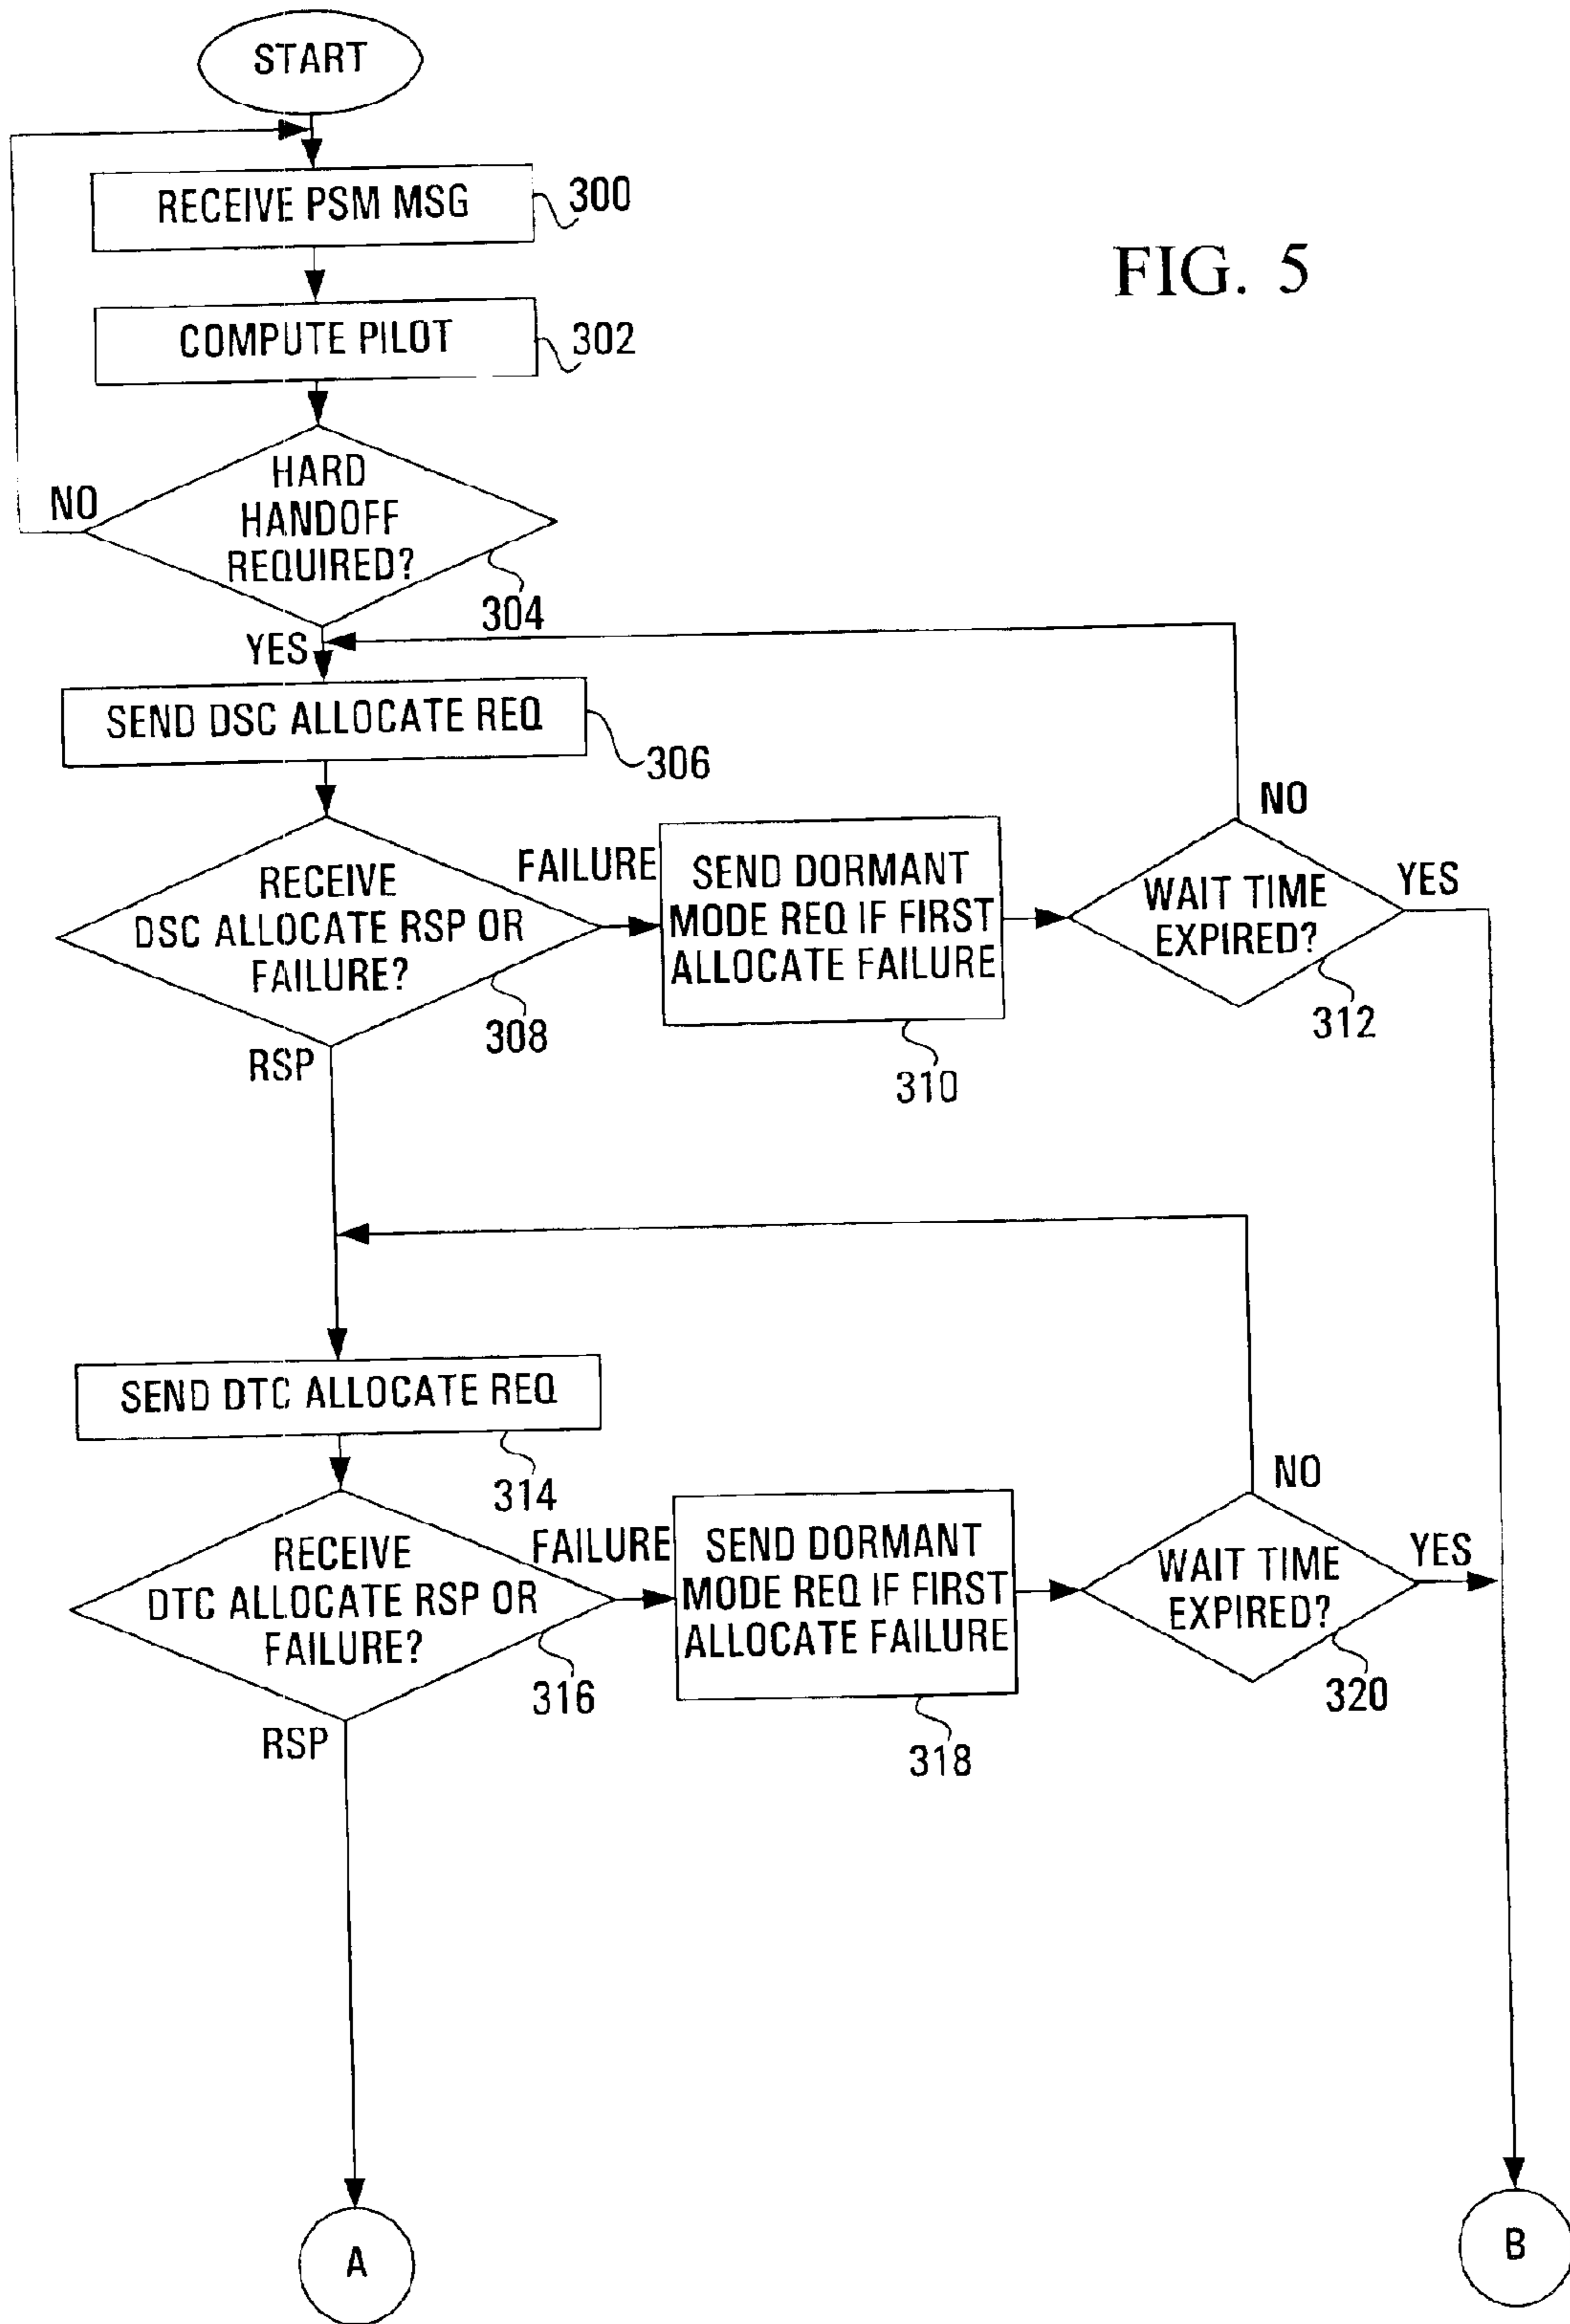 START
RECEIVE PSM MSG
300
FIG. 5
COMPUTE PILOT
302
HARD
HANDOFF
REQUIRED?
NO
304
YES
SEND DSC ALLOCATE REQ
306
RECEIVE
DSC ALLOCATE RSP OR
FAILURE?
308
FAILURE
RSP
SEND DORMANT
MODE REQ IF FIRST
ALLOCATE FAILURE
310
WAIT TIME
EXPIRED?
NO
YES
312
SEND DTC ALLOCATE REQ
314
RECEIVE
DTC ALLOCATE RSP OR
FAILURE?
316
FAILURE
RSP
SEND DORMANT
MODE REQ IF FIRST
ALLOCATE FAILURE
318
WAIT TIME
EXPIRED?
NO
YES
320
A
B